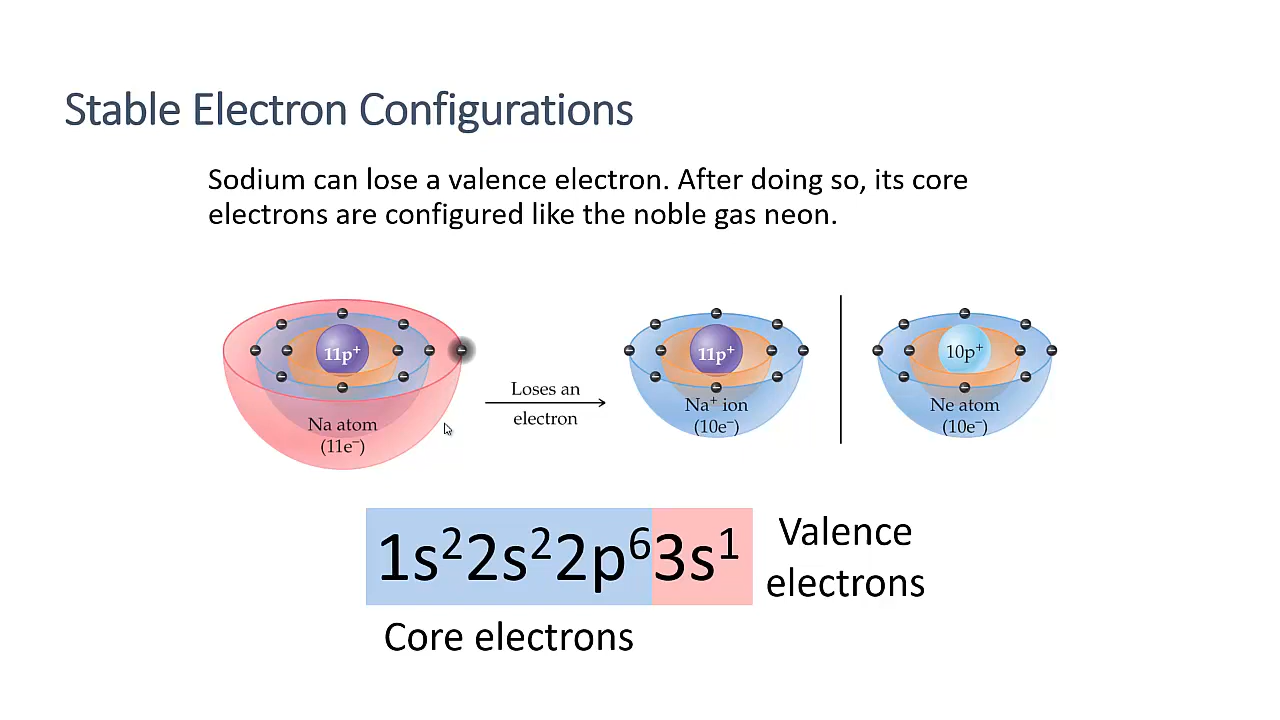 Stable Electron Configurations
Sodium can lose a valence electron. After doing so, its core
electrons are configured like the noble gas neon.
11p⁺
Na atom
(11e⁻)
Loses an
electron
11p⁺
Na⁺ ion
(10e⁻)
10p⁺
Ne atom
(10e⁻)
1s²2s²2p⁶3s¹
Valence
electrons
Core electrons